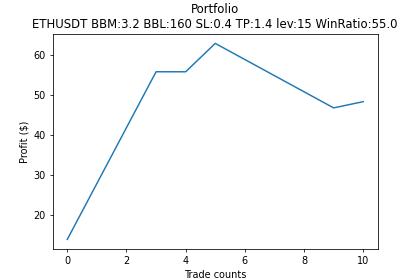 Portfolio
ETHUSDT BBM:3.2 BBL:160 SL:0.4 TP:1.4 lev:15 WinRatio:55.0
60
50
40
30
20
Profit ($)
0 2 4 6 8 10
Trade counts